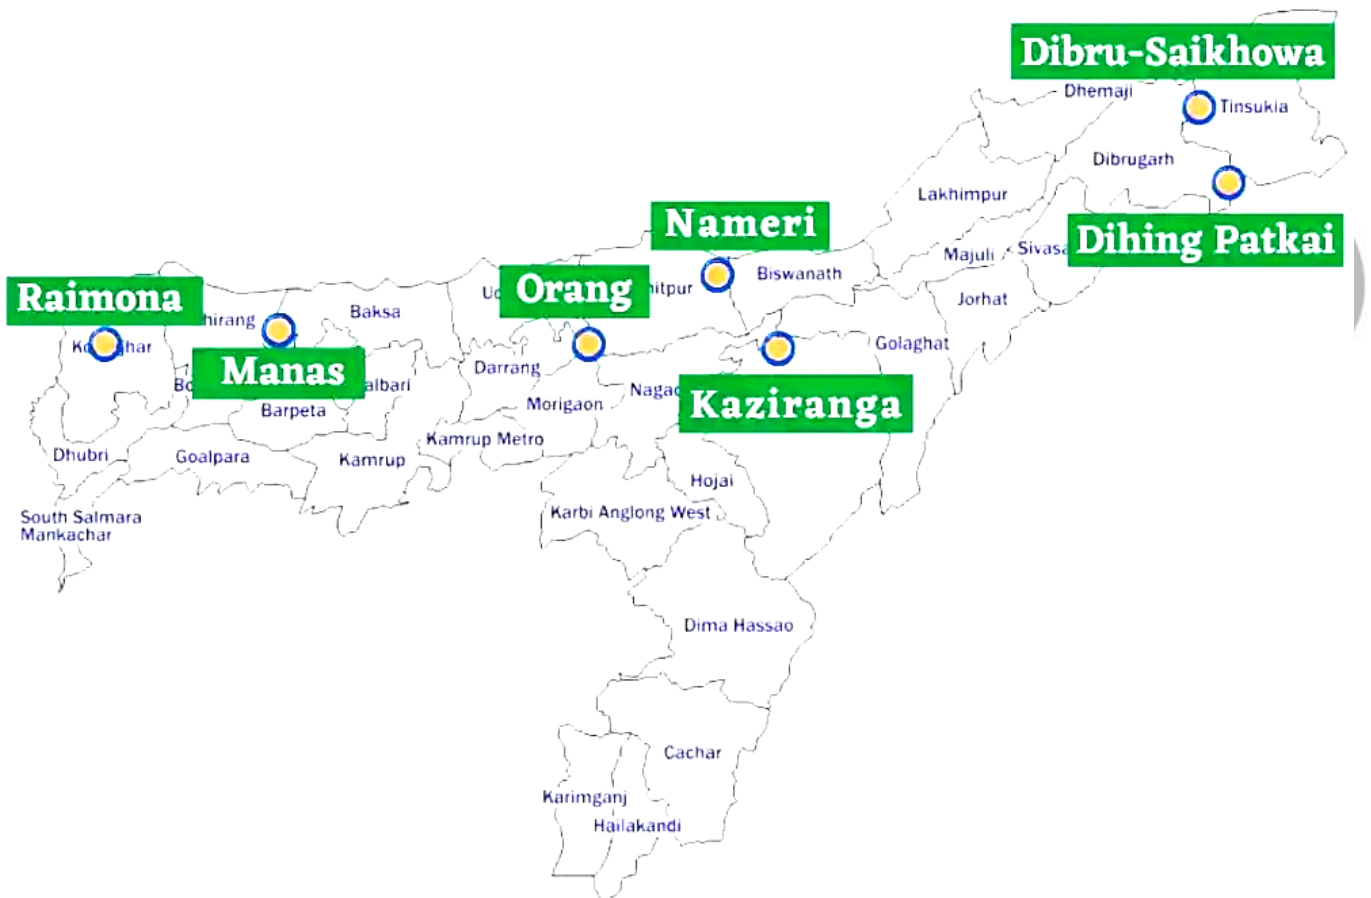 Dibru-Saikhowa
Dhemaji
Tinsukia
Dibrugarh
Lakhimpur
Nameri
Dihing Patkai
Majuli
Biswanath
Orang
Jorhat
Raimona
Baksa
Golaghat
Manas
Darrang
Kaziranga
Morigaon
Barpeta
Kamrup Metro
Dhubri
Goalpara
Kamrup
Hojai
Karbi Anglong West
South Salmara
Mankachar
Dima Hassao
Cachar
Karimganj
Hailakandi